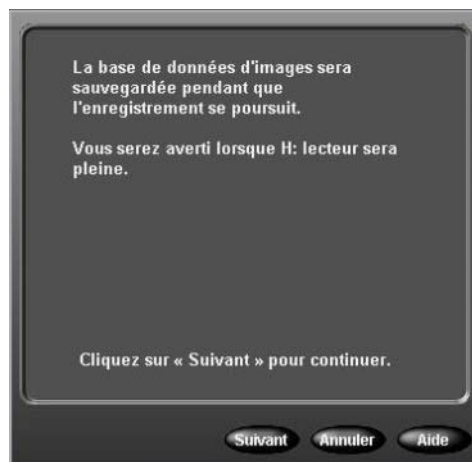 La base de données d'images sera
sauvegardée pendant que
l'enregistrement se poursuit.
Vous serez averti lorsque H: lecteur sera
pleine.
Cliquez sur « Suivant » pour continuer.
Suivant Annuler Aide